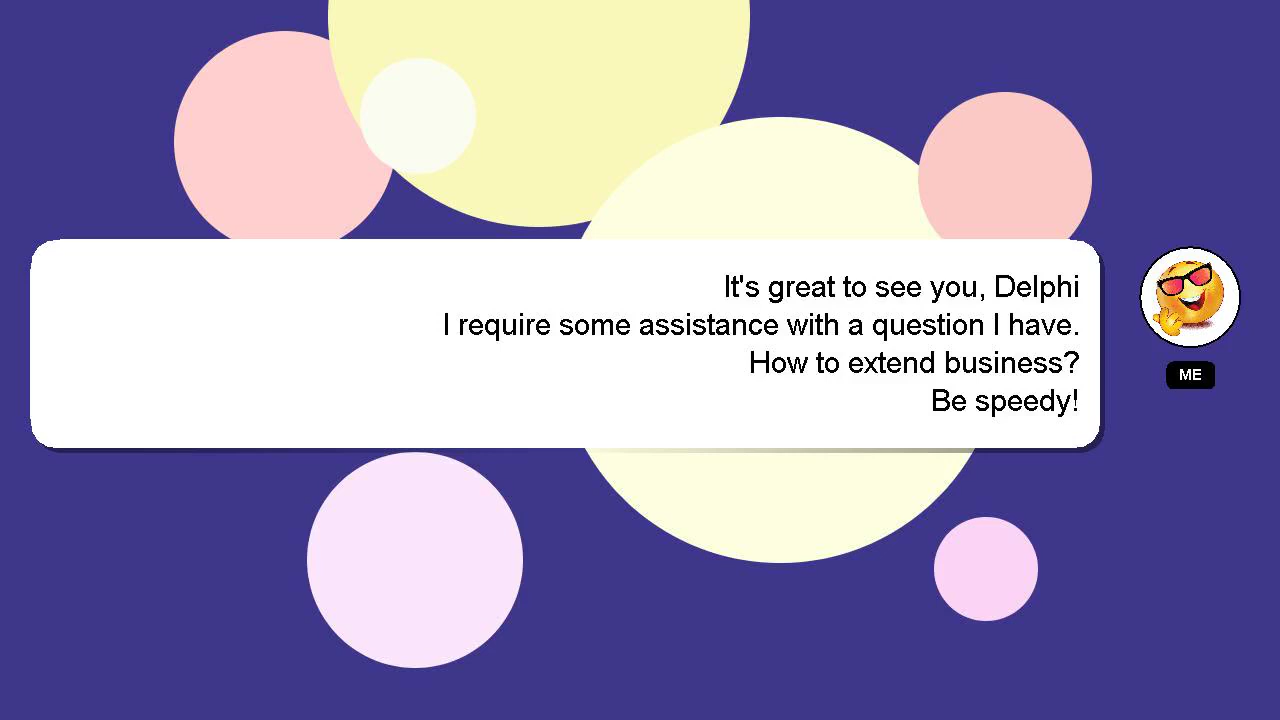 It's great to see you, Delphi
I require some assistance with a question I have.
How to extend business?
Be speedy!
ME